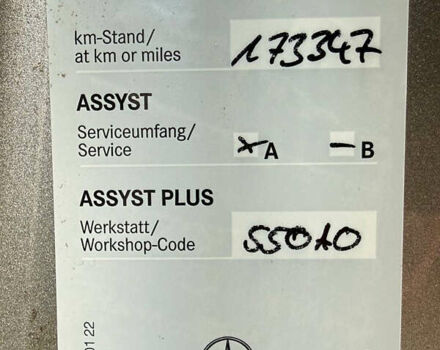 km-Stand/
at km or miles 173347
ASSYST
Serviceumfang/
Service x A – B
ASSYST PLUS
Werkstatt/
Workshop-Code 55010
01 22